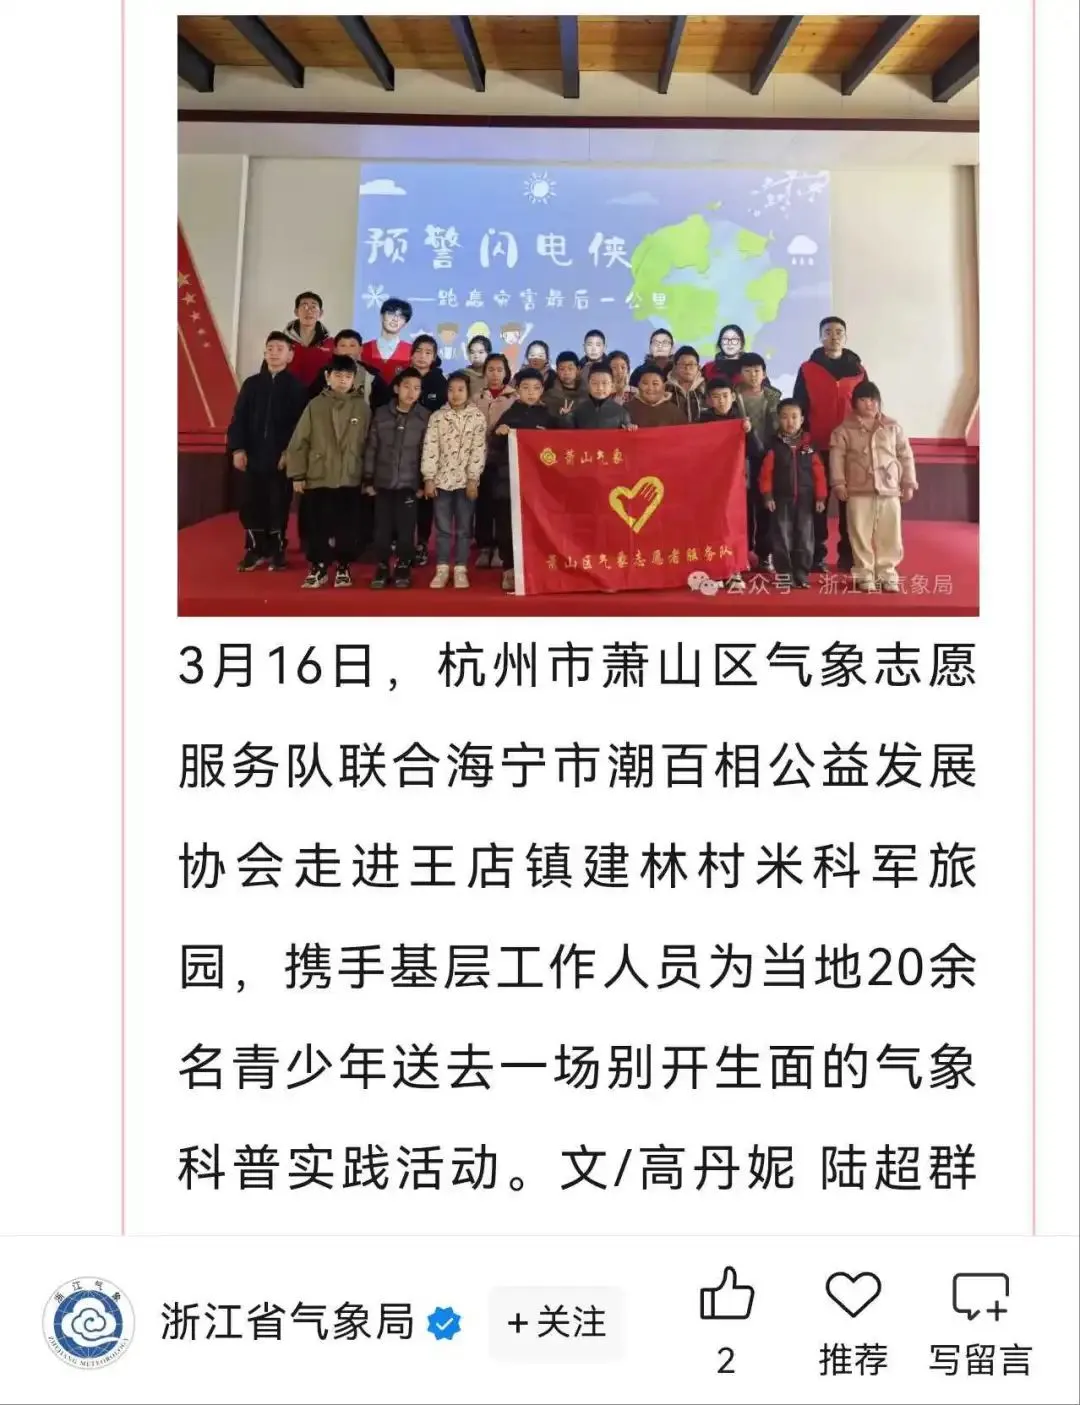 预警闪电侠
——跑赢灾害最后一公里
萧山气象
萧山区气象志愿者服务队
公众号·浙江省气象局
3月16日，杭州市萧山区气象志愿
服务队联合海宁市潮百相公益发展
协会走进王店镇建林村米科军旅
园，携手基层工作人员为当地20余
名青少年送去一场别开生面的气象
科普实践活动。文/高丹妮 陆超群
浙江气象
ZHEJIANG METEOROLOGY
浙江省气象局
+关注
2
推荐
写留言